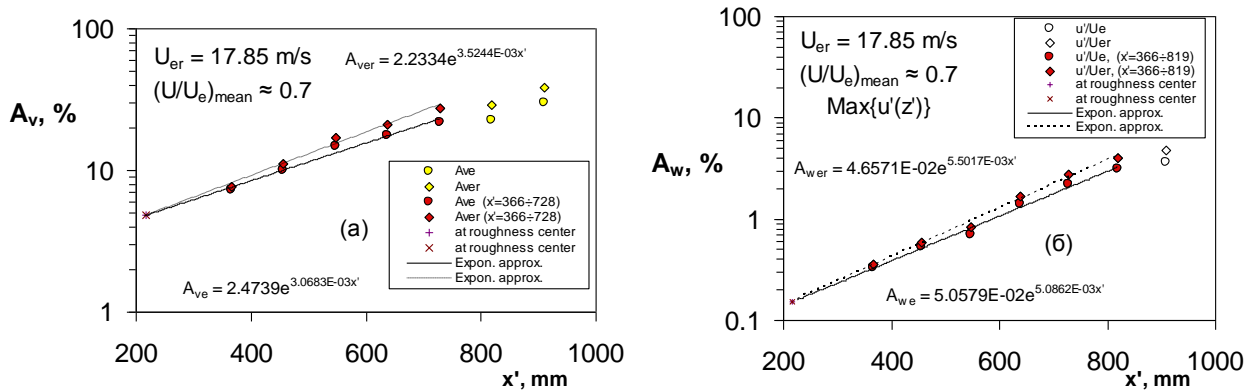 (a)
U_er = 17.85 m/s
(U/U_e)_mean ≈ 0.7
A_ver = 2.2334e^3.5244E-03x'
A_v, %
100
10
1
Ave
Aver
Ave (x'=366÷728)
Aver (x'=366÷728)
at roughness center
at roughness center
Expon. approx.
Expon. approx.
(a)
A_ve = 2.4739e^3.0683E-03x'
200 400 600 800 1000
x', mm
(б)
U_er = 17.85 m/s
(U/U_e)_mean ≈ 0.7
Max{u'(z')}
u'/Ue
u'/Uer
u'/Ue, (x'=366÷819)
u'/Uer, (x'=366÷819)
at roughness center
at roughness center
Expon. approx.
Expon. approx.
A_w, %
100
10
1
0.1
A_wer = 4.6571E-02e^5.5017E-03x'
(б)
A_we = 5.0579E-02e^5.0862E-03x'
200 400 600 800 1000
x', mm